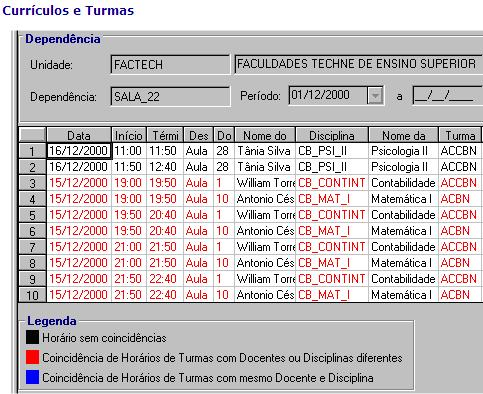 Currículos e Turmas
Dependência
Unidade: FACTECH FACULDADES TECHNE DE ENSINO SUPERIOR
Dependência: SALA_22 Período: 01/12/2000 a __/__/____
Data Início Térmi Des Do Nome do Disciplina Nome da Turma
1 16/12/2000 11:00 11:50 Aula 28 Tânia Silva CB_PSI_II Psicologia II ACCBN
2 16/12/2000 11:50 12:40 Aula 28 Tânia Silva CB_PSI_II Psicologia II ACCBN
3 15/12/2000 19:00 19:50 Aula 1 William Torre CB_CONTINT Contabilidade ACCBN
4 15/12/2000 19:00 19:50 Aula 10 Antonio Cés CB_MAT_I Matemática I ACBN
5 15/12/2000 19:50 20:40 Aula 1 William Torre CB_CONTINT Contabilidade ACCBN
6 15/12/2000 19:50 20:40 Aula 10 Antonio Cés CB_MAT_I Matemática I ACBN
7 15/12/2000 21:00 21:50 Aula 1 William Torre CB_CONTINT Contabilidade ACCBN
8 15/12/2000 21:00 21:50 Aula 10 Antonio Cés CB_MAT_I Matemática I ACBN
9 15/12/2000 21:50 22:40 Aula 1 William Torre CB_CONTINT Contabilidade ACCBN
10 15/12/2000 21:50 22:40 Aula 10 Antonio Cés CB_MAT_I Matemática I ACBN
Legenda
Horário sem coincidências
Coincidência de Horários de Turmas com Docentes ou Disciplinas diferentes
Coincidência de Horários de Turmas com mesmo Docente e Disciplina